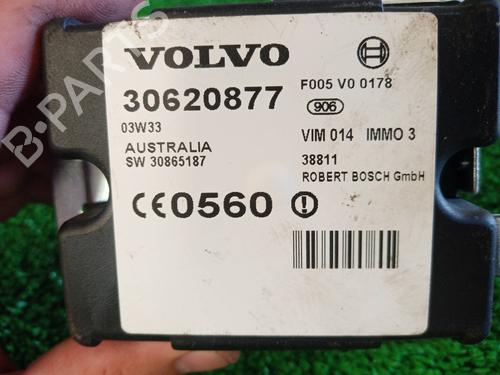 VOLVO
30620877
03W33
AUSTRALIA
SW 30865187
F005 V0 0178
906
VIM 014 IMMO 3
38811
ROBERT BOSCH GmbH
CE0560
B-PARTS